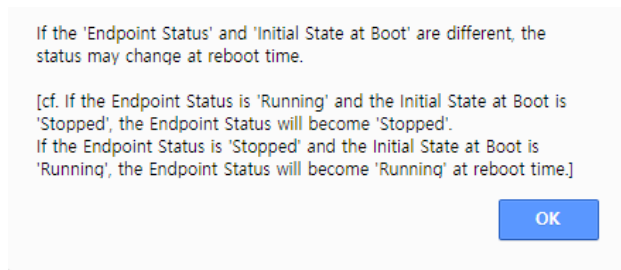 If the 'Endpoint Status' and 'Initial State at Boot' are different, the
status may change at reboot time.
[cf. If the Endpoint Status is 'Running' and the Initial State at Boot is
'Stopped', the Endpoint Status will become 'Stopped'.
If the Endpoint Status is 'Stopped' and the Initial State at Boot is
'Running', the Endpoint Status will become 'Running' at reboot time.]
OK